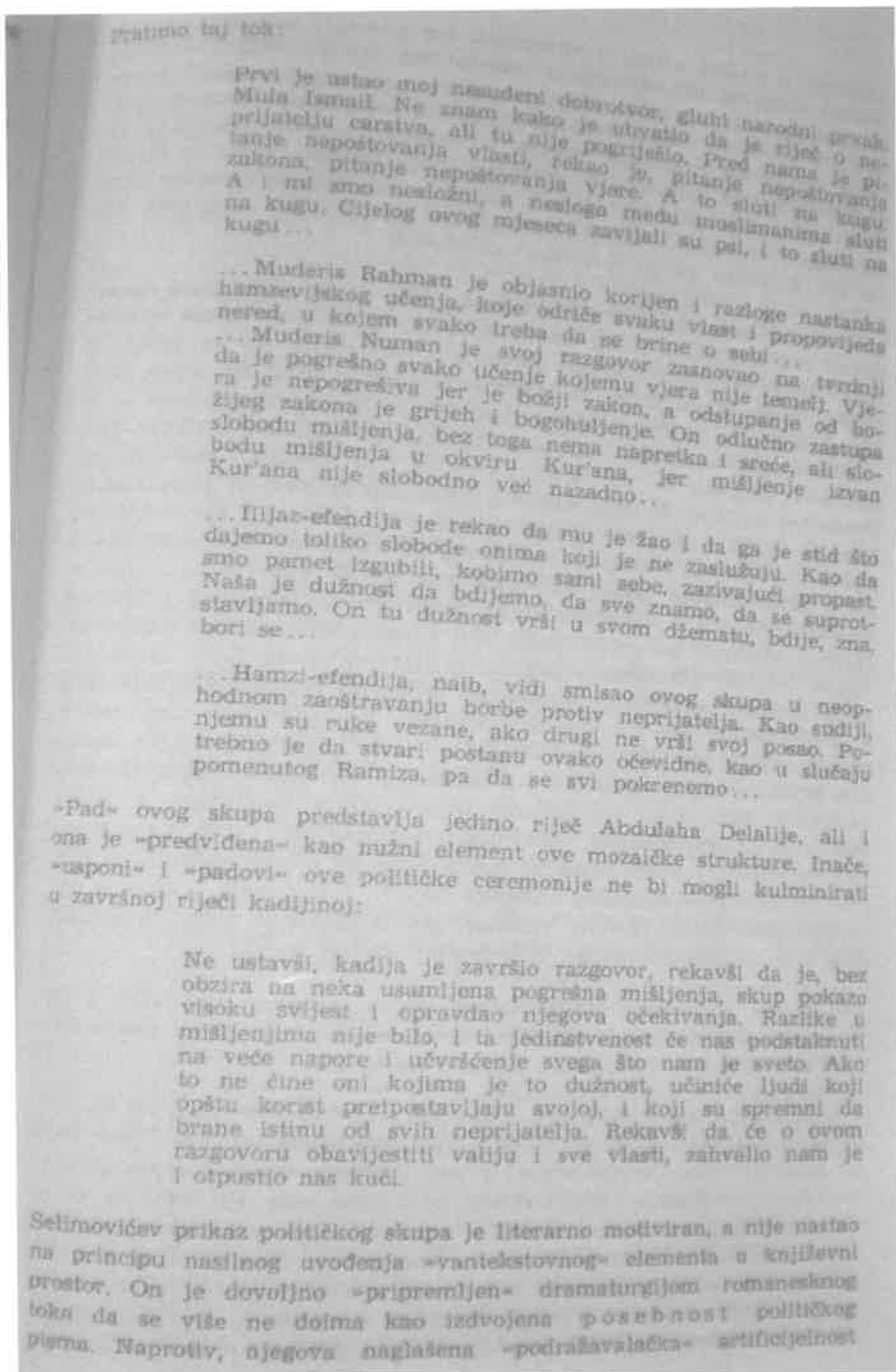 Pratimo taj tok:
Prvi je ustao moj nesuđeni dobrotvor, gluhi narodni prvak,
Mula Ismail. Ne znam kako je uhvatio da je riječ o ne-
prijatelju carstva, ali tu nije pogriješio. Pred nama je pi-
tanje nepoštovanja vlasti, rekao je, pitanje nepoštivanja
zakona, pitanje nepoštovanja vjere. A to sluti na kugu.
A i mi smo nesložni, a nesloga među muslimanima sluti
na kugu. Cijelog ovog mjeseca zavijali su psi, i to sluti na
kugu...
...Muderis Rahman je objasnio korijen i razloge nastanka
hamzevijskog učenja, koje odriče svaku vlast i propovijeda
nered, u kojem svako treba da se brine o sebi...
...Muderis Numan je svoj razgovor zasnovao na tvrdnji
da je pogrešno svako učenje kojemu vjera nije temelj. Vje-
ra je nepogrešiva jer je božji zakon, a odstupanje od bo-
žijeg zakona je grijeh i bogohuljenje. On odlučno zastupa
slobodu mišljenja, bez toga nema napretka i sreće, ali slo-
bodu mišljenja u okviru Kur'ana, jer mišljenje izvan
Kur'ana nije slobodno već nazadno...
...Ilijaz-efendija je rekao da mu je žao i da ga je stid što
dajemo toliko slobode onima koji je ne zaslužuju. Kao da
smo pamet izgubili, kobimo sami sebe, zazivajući propast.
Naša je dužnost da bdijemo, da sve znamo, da se suprot-
stavljamo. On tu dužnost vrši u svom džematu, bdije, zna,
bori se...
...Hamzi-efendija, naib, vidi smisao ovog skupa u neop-
hodnom zaoštravanju borbe protiv neprijatelja. Kao sudiji,
njemu su ruke vezane, ako drugi ne vrši svoj posao. Po-
trebno je da stvari postanu ovako očevidne, kao u slučaju
pomenutog Ramiza, pa da se svi pokrenemo...
»Pad« ovog skupa predstavlja jedino riječ Abdulaha Delalije, ali i
ona je »predviđena« kao nužni element ove mozaičke strukture. Inače,
»usponi« i »padovi« ove političke ceremonije ne bi mogli kulminirati
u završnoj riječi kadijinoj:
Ne ustavši, kadija je završio razgovor, rekavši da je, bez
obzira na neka usamljena pogrešna mišljenja, skup pokazo
visoku svijest i opravdao njegova očekivanja. Razlike u
mišljenjima nije bilo, i ta jedinstvenost će nas podstaknuti
na veće napore i učvršćenje svega što nam je sveto. Ako
to ne čine oni kojima je to dužnost, učiniće ljudi koji
opštu korist pretpostavljaju svojoj, i koji su spremni da
brane istinu od svih neprijatelja. Rekavši da će o ovom
razgovoru obavijestiti valiju i sve vlasti, zahvalio nam je
i otpustio nas kući.
Selimovićev prikaz političkog skupa je literarno motiviran, a nije nastao
na principu nasilnog uvođenja »vantekstovnog« elementa u književni
prostor. On je dovoljno »pripremljen« dramaturgijom romanesknog
toka da se više ne doima kao izdvojena posebnost političkog
pisma. Naprotiv, njegova naglašena »podražavalačka« artificijelnost